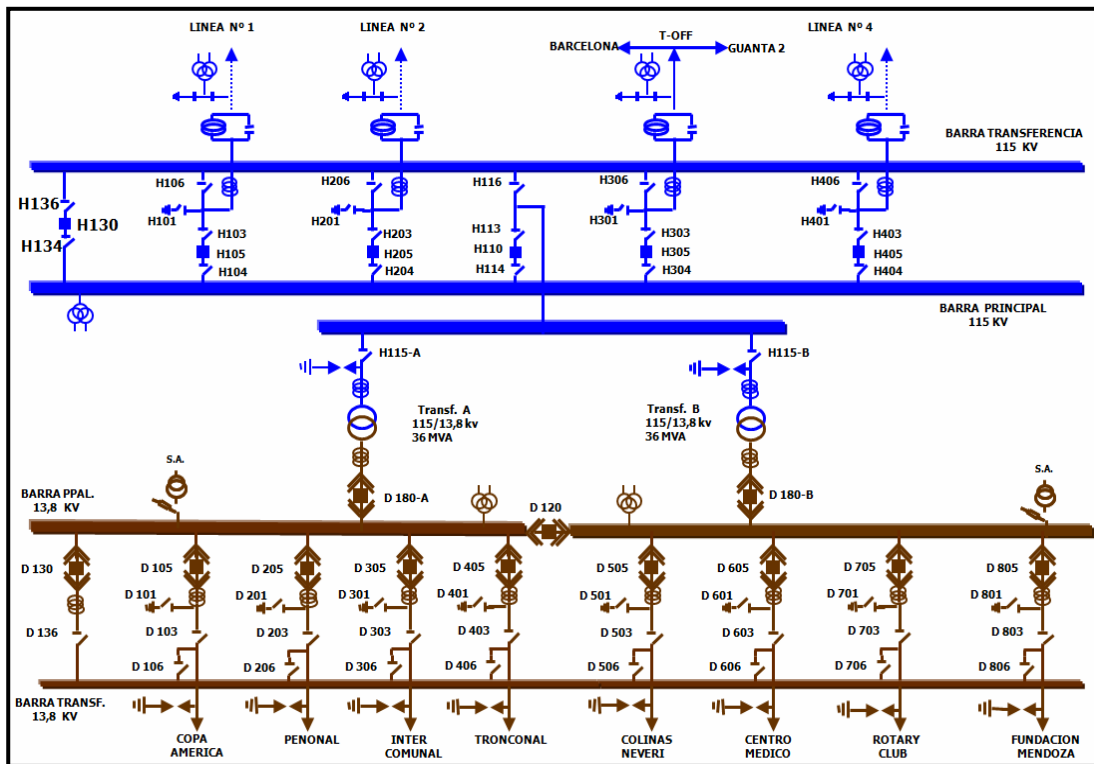 LINEA Nº 1
LINEA Nº 2
T-OFF
LINEA Nº 4
BARCELONA
GUANTA 2
BARRA TRANSFERENCIA
115 KV
H106
H206
H116
H306
H406
H136
H101
H201
H301
H401
H130
H103
H203
H113
H303
H403
H134
H105
H205
H110
H305
H405
H104
H204
H114
H304
H404
BARRA PRINCIPAL
115 KV
H115-A
H115-B
Transf. A
115/13,8 kv
36 MVA
Transf. B
115/13,8 kv
36 MVA
S.A.
S.A.
BARRA PPAL.
13,8 KV
D 180-A
D 120
D 180-B
D 130
D 105
D 205
D 305
D 405
D 505
D 605
D 705
D 805
D 101
D 201
D 301
D 401
D 501
D 601
D 701
D 801
D 136
D 103
D 203
D 303
D 403
D 503
D 603
D 703
D 803
D 106
D 206
D 306
D 406
D 506
D 606
D 706
D 806
BARRA TRANSF.
13,8 KV
COPA
AMERICA
PENONAL
INTER
COMUNAL
TRONCONAL
COLINAS
NEVERI
CENTRO
MEDICO
ROTARY
CLUB
FUNDACION
MENDOZA